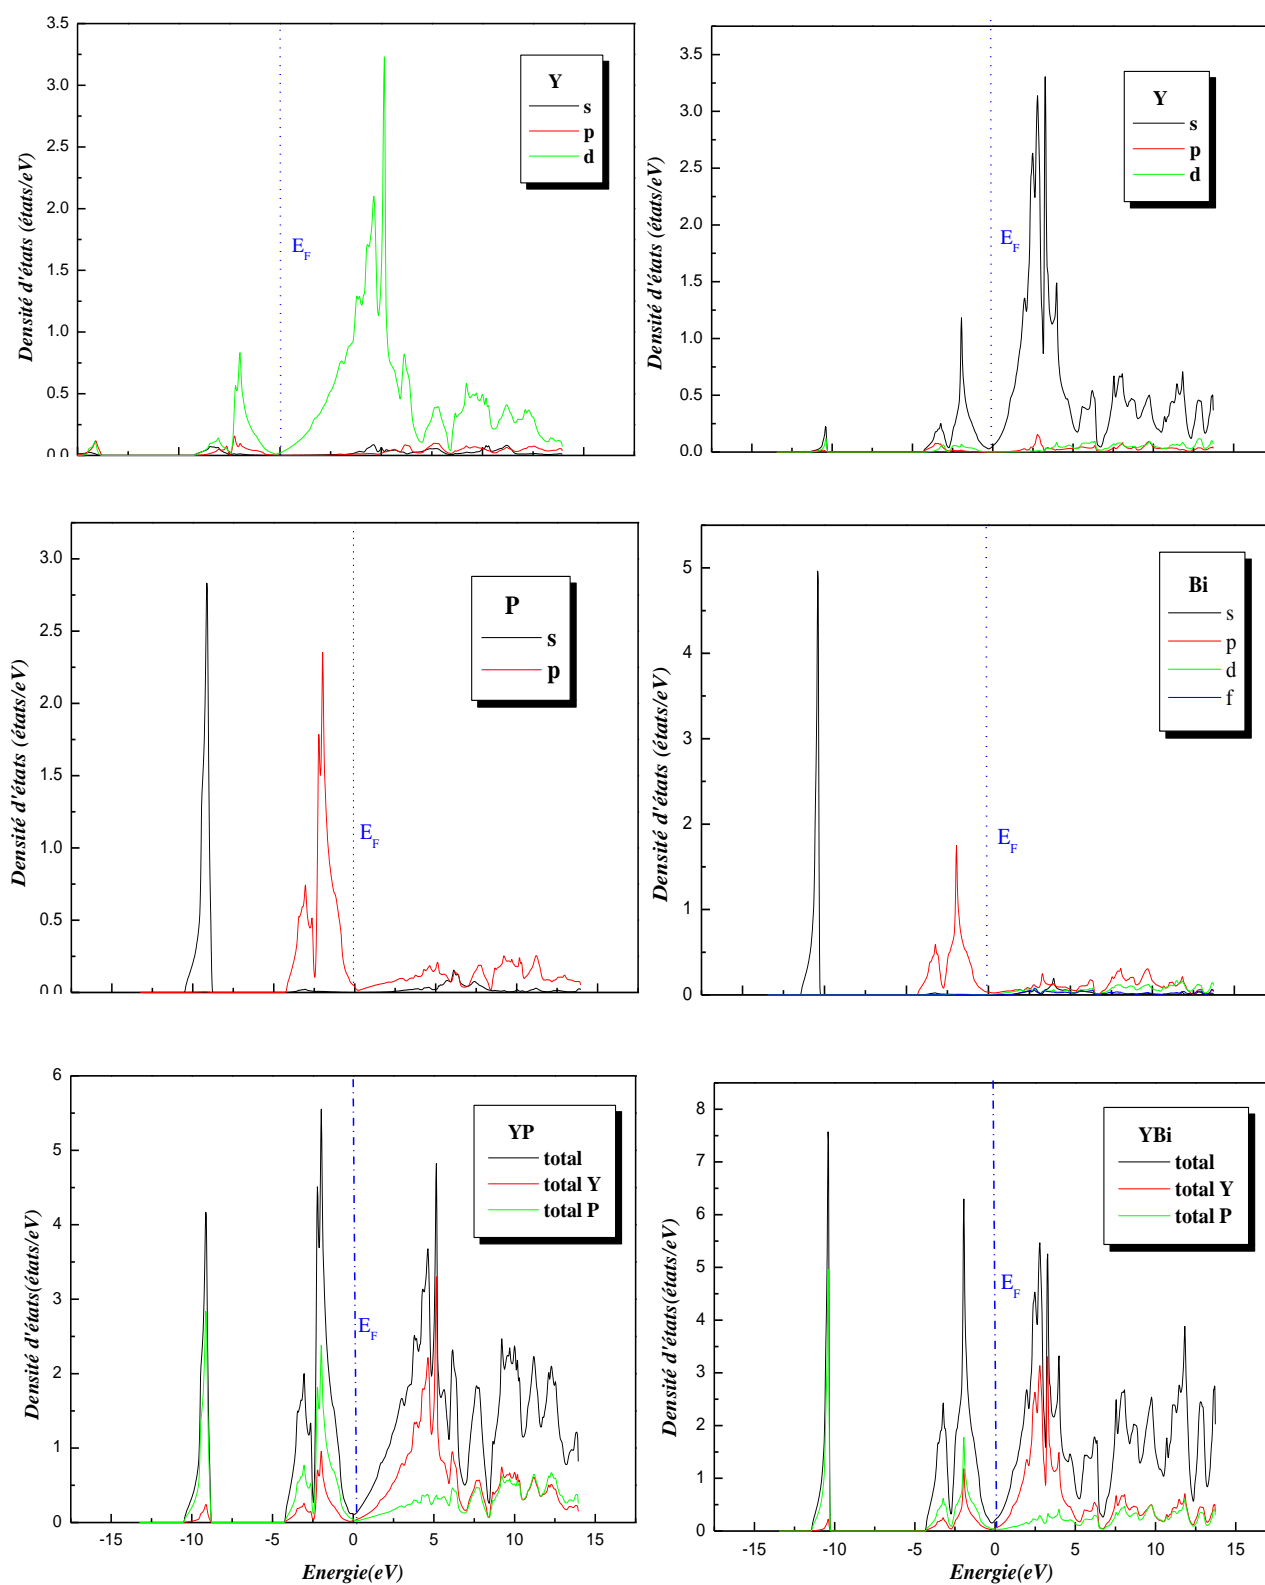 3.5
3.0
2.5
2.0
1.5
1.0
0.5
0.0
Densité d'états (états/eV)
Y
s
p
d
E_F
3.5
3.0
2.5
2.0
1.5
1.0
0.5
0.0
Densité d'états (états/eV)
Y
s
p
d
E_F
3.0
2.5
2.0
1.5
1.0
0.5
0.0
Densité d'états (états/eV)
P
s
p
E_F
5
4
3
2
1
0
Densité d'états (états/eV)
Bi
s
p
d
f
E_F
6
5
4
3
2
1
0
Densité d'états(états/eV)
YP
total
total Y
total P
E_F
-15 -10 -5 0 5 10 15
Energie(eV)
8
7
6
5
4
3
2
1
0
Densité d'états(états/eV)
YBi
total
total Y
total P
E_F
-15 -10 -5 0 5 10 15
Energie(eV)